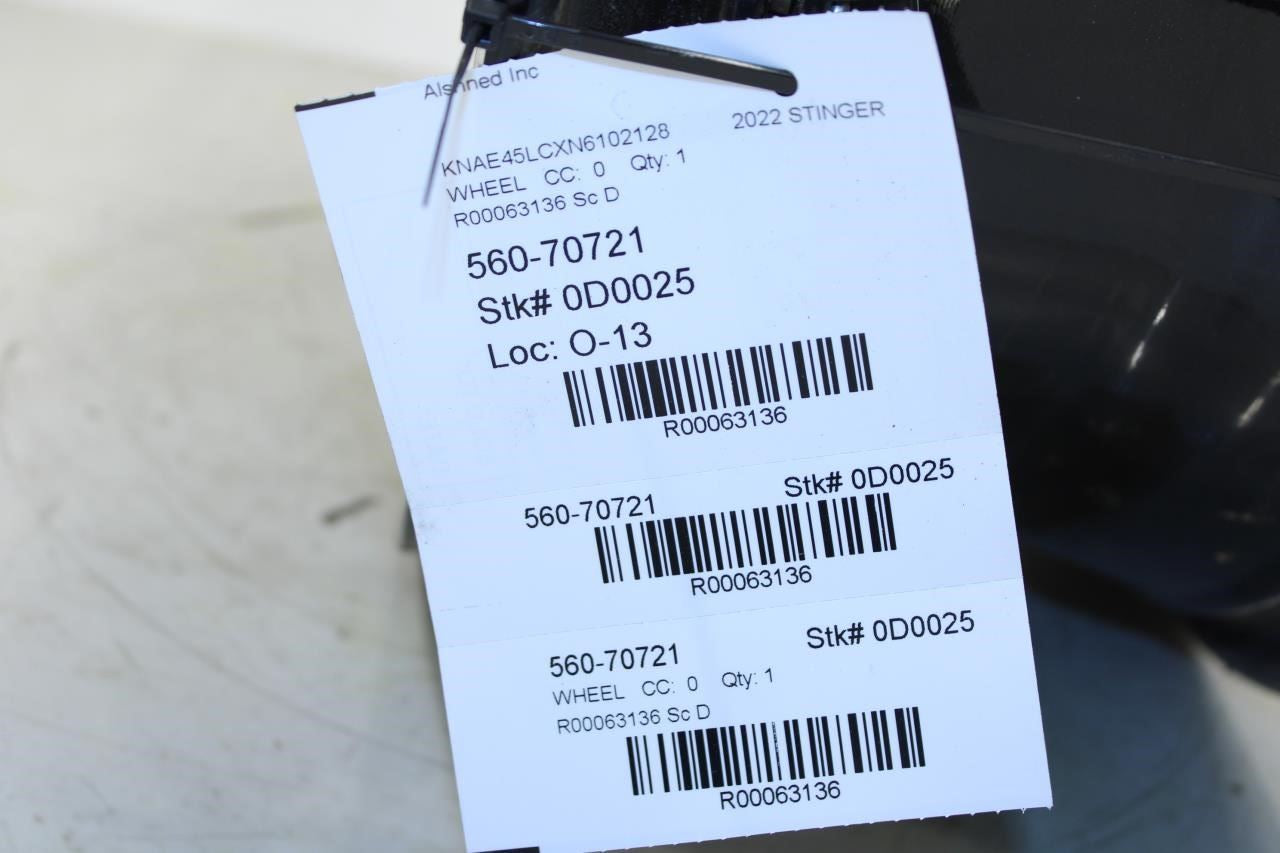 Inc
2022 STINGER
KNAE45LCXN6102128
WHEEL CC: 0 Qty: 1
R00063136 Sc D
560-70721
Stk# 0D0025
Loc: O-13
R00063136
560-70721 Stk# 0D0025
R00063136
560-70721 Stk# 0D0025
WHEEL CC: 0 Qty: 1
R00063136 Sc D
R00063136